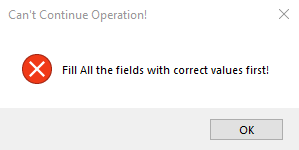 Can't Continue Operation!
Fill All the fields with correct values first!
OK